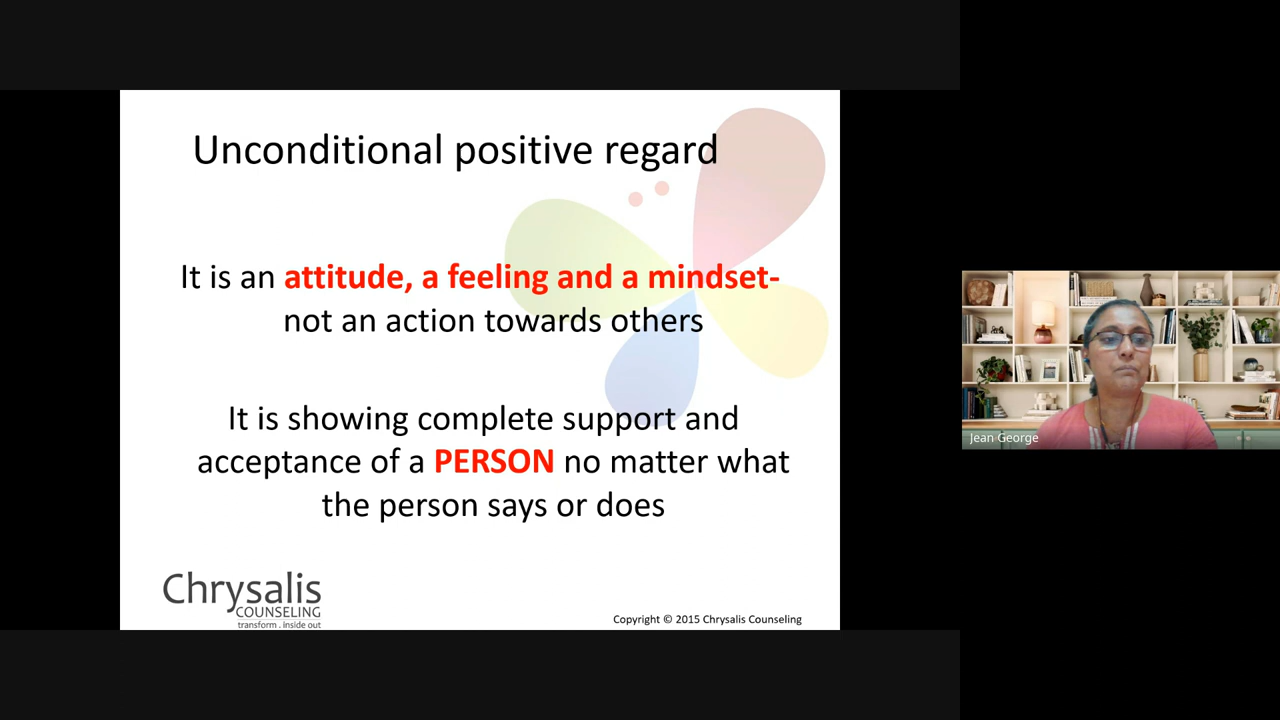 Unconditional positive regard
It is an attitude, a feeling and a mindset-
not an action towards others
It is showing complete support and
acceptance of a PERSON no matter what
the person says or does
Chrysalis
COUNSELING
transform . inside out
Copyright © 2015 Chrysalis Counseling
Jean George